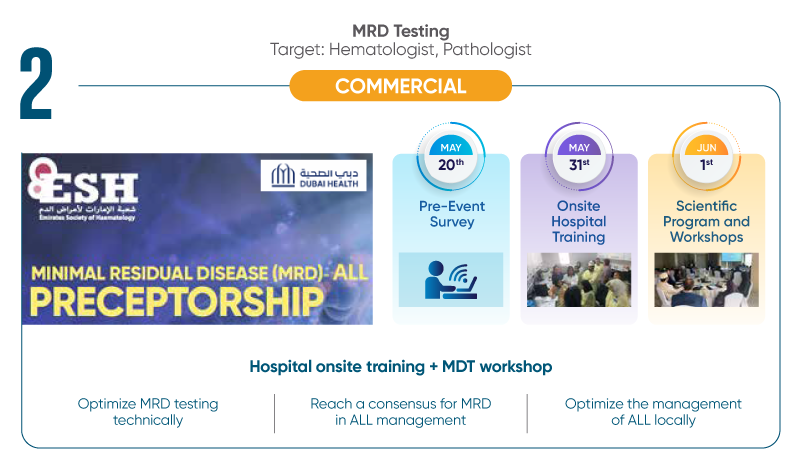 MRD Testing
Target: Hematologist, Pathologist
2
COMMERCIAL
ESH
شعبة الإمارات لأمراض الدم
Emirates Society of Haematology
دبي الصحية
DUBAI HEALTH
MINIMAL RESIDUAL DISEASE (MRD)- ALL
PRECEPTORSHIP
MAY
20th
Pre-Event
Survey
MAY
31st
Onsite
Hospital
Training
JUN
1st
Scientific
Program and
Workshops
Hospital onsite training + MDT workshop
Optimize MRD testing
technically
Reach a consensus for MRD
in ALL management
Optimize the management
of ALL locally